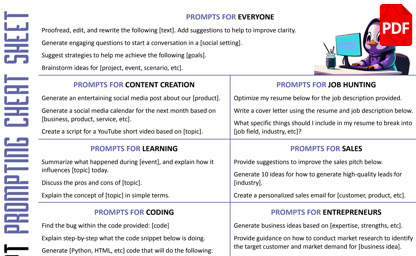 PROMPTS FOR EVERYONE
Proofread, edit, and rewrite the following [text]. Add suggestions to help to improve clarity.
Generate engaging questions to start a conversation in a [social setting].
Suggest strategies to help me achieve the following [goals].
Brainstorm ideas for [project, event, scenario, etc].
PDF
PROMPTS FOR CONTENT CREATION
Generate an entertaining social media post about our [product].
Generate a social media calendar for the next month based on
[business, product, service, etc].
Create a script for a YouTube short video based on [topic].
PROMPTS FOR JOB HUNTING
Optimize my resume below for the job description provided.
Write a cover letter using the resume and job description below.
What specific things should I include in my resume to break into
[job field, industry, etc]?
PROMPTS FOR LEARNING
Summarize what happened during [event], and explain how it
influences [topic] today.
Discuss the pros and cons of [topic].
Explain the concept of [topic] in simple terms.
PROMPTS FOR SALES
Provide suggestions to improve the sales pitch below.
Generate 10 ideas for how to generate high-quality leads for
[industry].
Create a personalized sales email for [customer, product, etc].
PROMPTS FOR CODING
Find the bug within the code provided: [code]
Explain step-by-step what the code snippet below is doing.
Generate [Python, HTML, etc] code that will do the following:
PROMPTS FOR ENTREPRENEURS
Generate business ideas based on [expertise, strengths, etc].
Provide guidance on how to conduct market research to identify
the target customer and market demand for [business idea].
T PROMPTING CHEAT SHEET